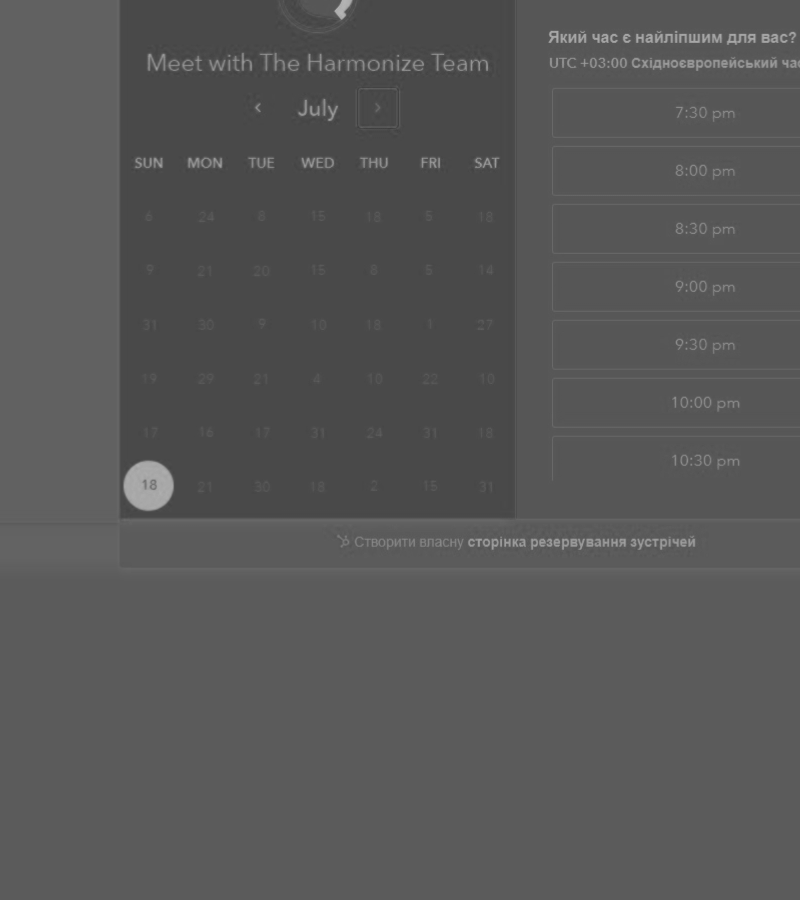 Meet with The Harmonize Team
July
SUN MON TUE WED THU FRI SAT
6 24 8 15 18 5 18
9 21 20 15 8 5 14
31 30 9 10 18 1 27
19 29 21 4 10 22 10
17 16 17 31 24 31 18
18 21 30 18 2 15 31
Який час є найліпшим для вас?
UTC +03:00 Східноєвропейський
7:30 pm
8:00 pm
8:30 pm
9:00 pm
9:30 pm
10:00 pm
10:30 pm
Створити власну сторінка резервування зустрічей